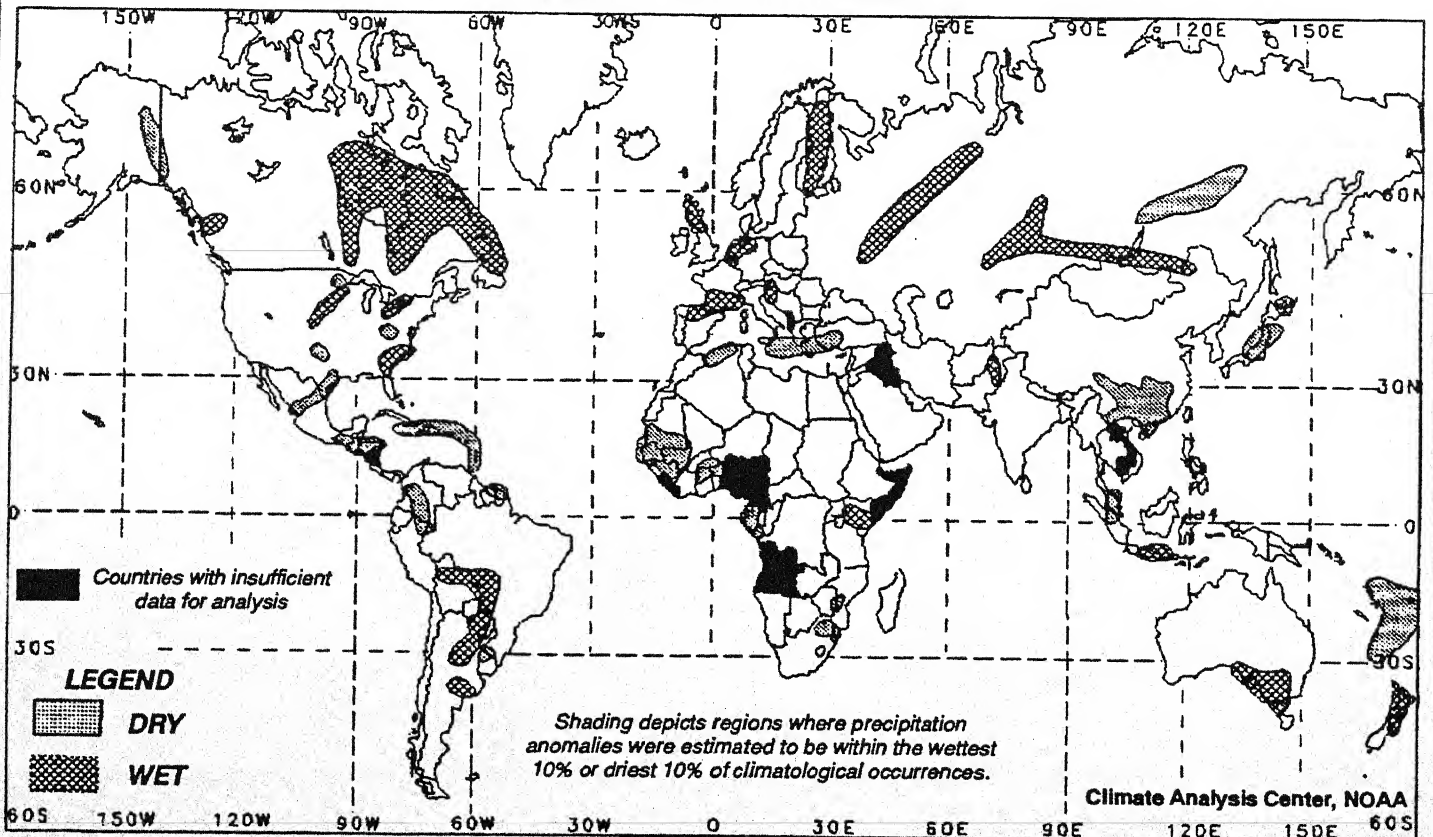 150W 120W 90W 60W 30W 0 30E 60E 90E 120E 150E
60N 60N
30N 30N
0 0
30S 30S
Countries with insufficient
data for analysis
LEGEND
DRY
WET
Shading depicts regions where precipitation
anomalies were estimated to be within the wettest
10% or driest 10% of climatological occurrences.
Climate Analysis Center, NOAA
60S 150W 120W 90W 60W 30W 0 30E 60E 90E 120E 150E 60S